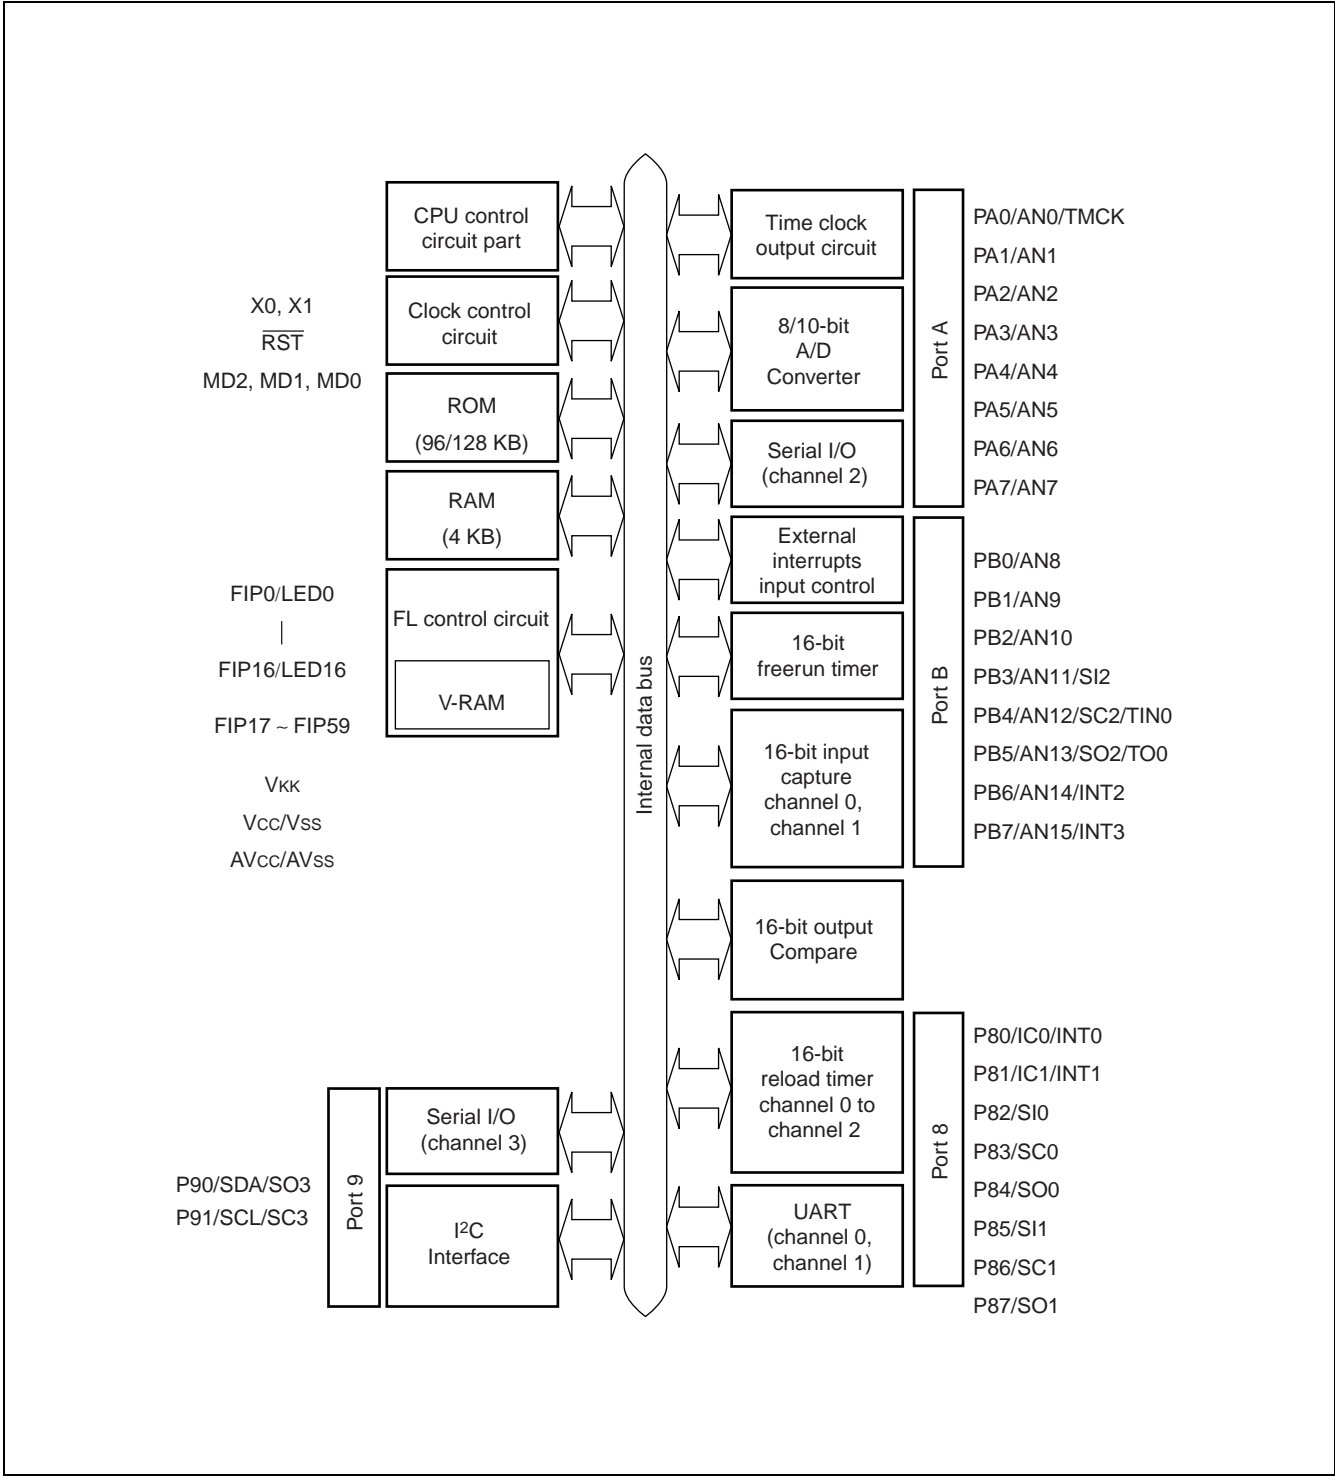 CPU control
circuit part
X0, X1
RST
MD2, MD1, MD0
Clock control
circuit
ROM
(96/128 KB)
RAM
(4 KB)
FIP0/LED0
|
FIP16/LED16
FIP17 ~ FIP59
VKK
VCC/VSS
AVCC/AVSS
FL control circuit
V-RAM
Port 9
P90/SDA/SO3
P91/SCL/SC3
Serial I/O
(channel 3)
I²C
Interface
Internal data bus
Time clock
output circuit
8/10-bit
A/D
Converter
Serial I/O
(channel 2)
External
interrupts
input control
16-bit
freerun timer
16-bit input
capture
channel 0,
channel 1
16-bit output
Compare
16-bit
reload timer
channel 0 to
channel 2
UART
(channel 0,
channel 1)
Port A
PA0/AN0/TMCK
PA1/AN1
PA2/AN2
PA3/AN3
PA4/AN4
PA5/AN5
PA6/AN6
PA7/AN7
Port B
PB0/AN8
PB1/AN9
PB2/AN10
PB3/AN11/SI2
PB4/AN12/SC2/TIN0
PB5/AN13/SO2/TO0
PB6/AN14/INT2
PB7/AN15/INT3
Port 8
P80/IC0/INT0
P81/IC1/INT1
P82/SI0
P83/SC0
P84/SO0
P85/SI1
P86/SC1
P87/SO1